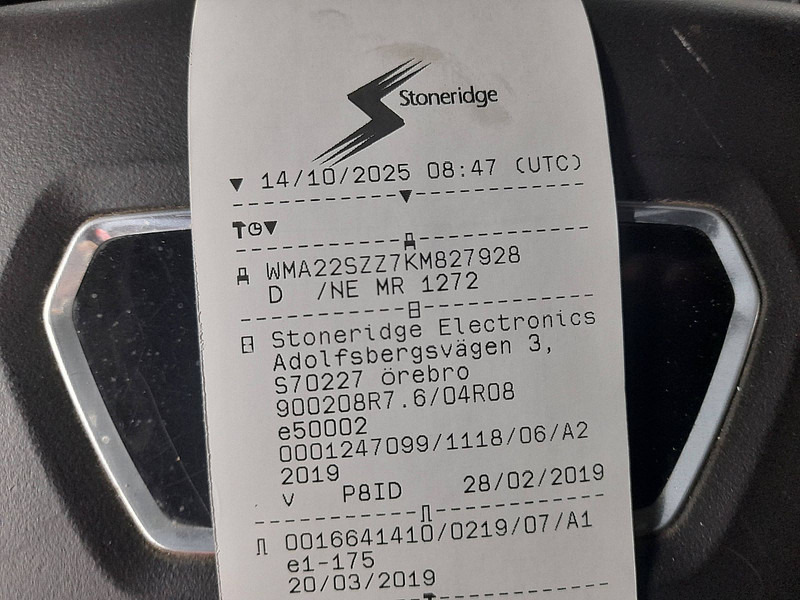 Stoneridge
▼ 14/10/2025 08:47 (UTC)
WMA22SZZ7KM827928
D /NE MR 1272
Stoneridge Electronics
Adolfsbergsvägen 3,
S70227 örebro
900208R7.6/04R08
e50002
0001247099/1118/06/A2
2019
v P8ID 28/02/2019
0016641410/0219/07/A1
e1-175
20/03/2019